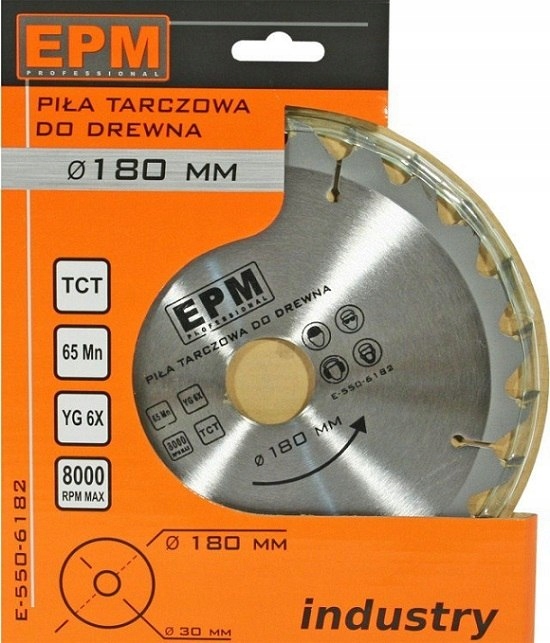 EPM
PROFESSIONAL
PIŁA TARCZOWA
DO DREWNA
Ø 180 MM
TCT
65 Mn
YG 6X
8000
RPM MAX
E-550-6182
Ø 180 MM
Ø 30 MM
industry
EPM
PROFESSIONAL
PIŁA TARCZOWA DO DREWNA
65 Mn
YG 6X
8000
TCT
E-550-6182
Ø 180 MM